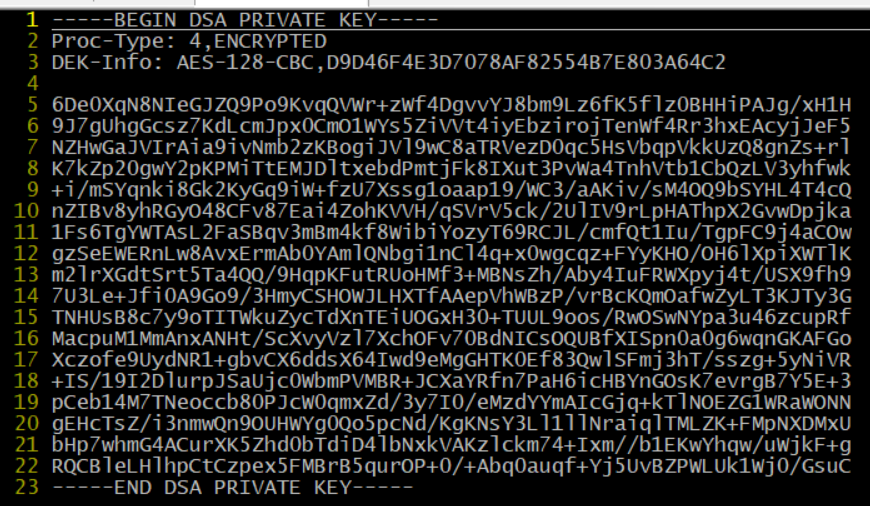 1 -----BEGIN DSA PRIVATE KEY-----
2 Proc-Type: 4,ENCRYPTED
3 DEK-Info: AES-128-CBC,D9D46F4E3D7078AF82554B7E803A64C2
4
5 6De0XqN8NIeGJZQ9Po9KvqQVWr+zWf4DgvvYJ8bm9Lz6fK5flz0BHHiPAJg/xH1H
6 9J7gUhgGcsz7KdLcmJpx0CmO1WYs5ZiVVt4iyEbzirojTenWf4Rr3hxEAcyjJeF5
7 NZHwGaJVIrAia9ivNmb2zKBogiJVl9wC8aTRVezD0qc5HsVbqpVkkUzQ8gnZs+rl
8 K7kZp20gwY2pKPMiTtEMJDltxebdPmtjFk8IXut3PvWa4TnhVtb1CbQzLV3yhfwk
9 +i/mSYqnki8Gk2KyGq9iW+fzU7Xssg1oaap19/WC3/aAKiv/sM4OQ9bSYHL4T4cQ
10 nZIBv8yhRGyO48CFv87Eai4ZohKVVH/qSVrV5ck/2UlIV9rLpHAThpX2GvwDpjka
11 1Fs6TgYWTAsL2FaSBqv3mBm4kf8WibiYozyT69RCJL/cmfQt1Iu/TgpFC9j4aCOw
12 gzSeEWERnLw8AvxErmAb0YAmlQNbgi1nCl4q+x0wgcqz+FYyKHO/OH6lXpiXWTlK
13 m2lrXGdtSrt5Ta4QQ/9HqpKFutRUoHMf3+MBNsZh/Aby4IuFRWXpyj4t/USX9fh9
14 7U3Le+Jfi0A9Go9/3HmyCSHOWJLHXTfAAepVhWBzP/vrBcKQmOafwZyLT3KJTy3G
15 TNHUsB8c7y9oTITWkuZycTdXnTEiUOGxH30+TUUL9oos/RwOSwNYpa3u46zcupRf
16 MacpuM1MmAnxANHt/ScXvyVzl7XchOFv70BdNICsOQUBfXISpn0a0g6wqnGKAFGo
17 Xczofe9UydNR1+gbvCX6ddsX64Iwd9eMgGHTK0Ef83QwlSFmj3hT/sszg+5yNiVR
18 +IS/19I2DlurpJSaUjc0WbmPVMBR+JCXaYRfn7PaH6icHBYnGOsK7evrgB7Y5E+3
19 pCeb14M7TNeoccb80PJcW0qmxZd/3y7I0/eMzdYYmAIcGjq+kTlNOEZG1WRaWONN
20 gEHcTsZ/i3nmwQn9OUHWYg0Qo5pcNd/KgKNsY3Ll1llNraiqlTMLZK+FMpNXDMxU
21 bHp7whmG4ACurXK5Zhd0bTdiD4lbNxkVAKzlckm74+Ixm//b1EKwYhqw/uWjkF+g
22 RQCBleLHlhpCtCzpex5FMBrB5qurOP+0/+Abq0auqf+Yj5UvBZPWLUk1Wj0/GsuC
23 -----END DSA PRIVATE KEY-----